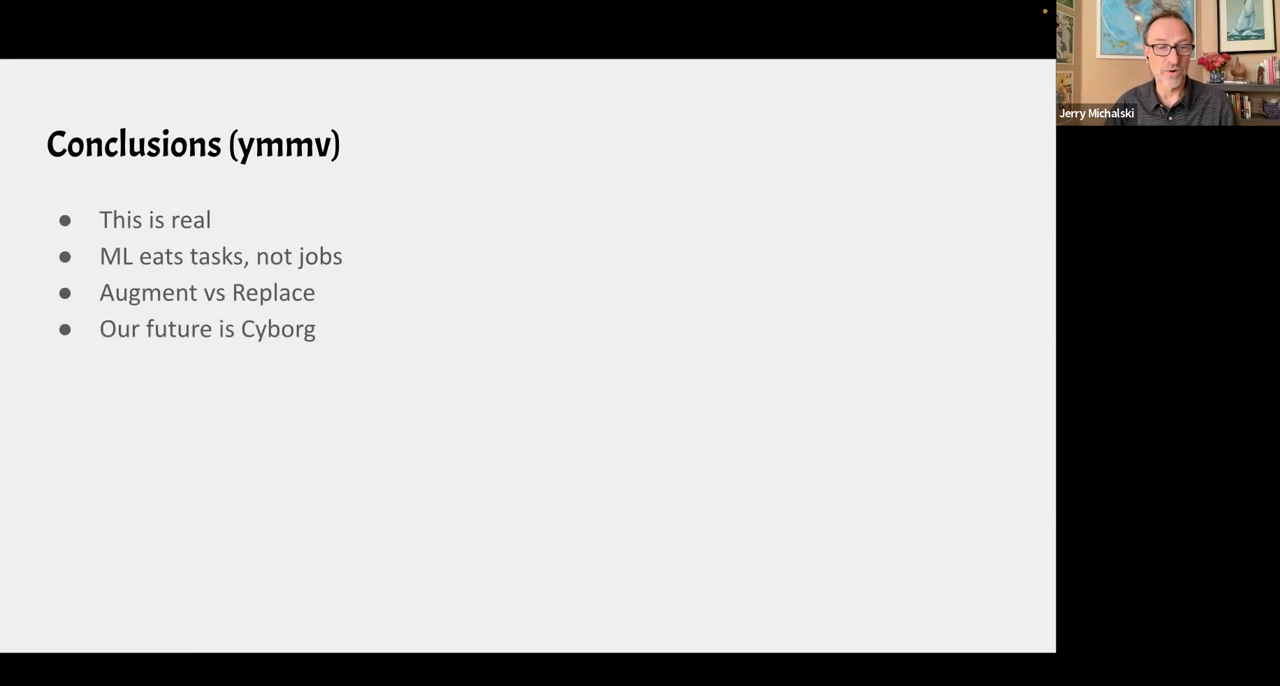 Conclusions (ymmv)
● This is real
● ML eats tasks, not jobs
● Augment vs Replace
● Our future is Cyborg
Jerry Michalski